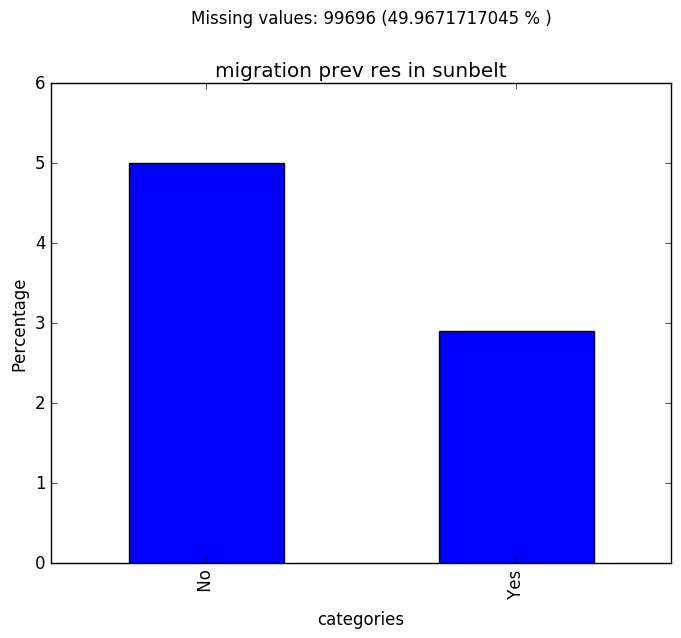 Missing values: 99696 (49.9671717045 % )
migration prev res in sunbelt
6
5
4
3
2
1
0
Percentage
No
Yes
categories